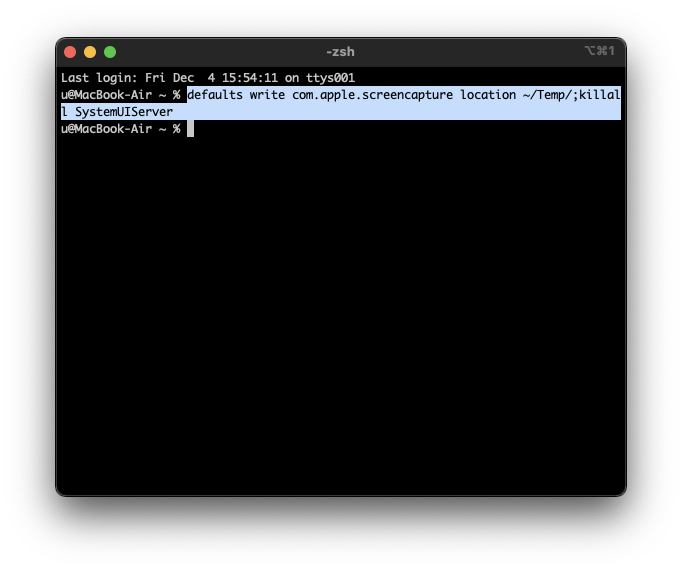 ~zsh
⌥⌘1
Last login: Fri Dec  4 15:54:11 on ttys001
u@MacBook-Air ~ % defaults write com.apple.screencapture location ~/Temp/;killal
l SystemUIServer
u@MacBook-Air ~ %